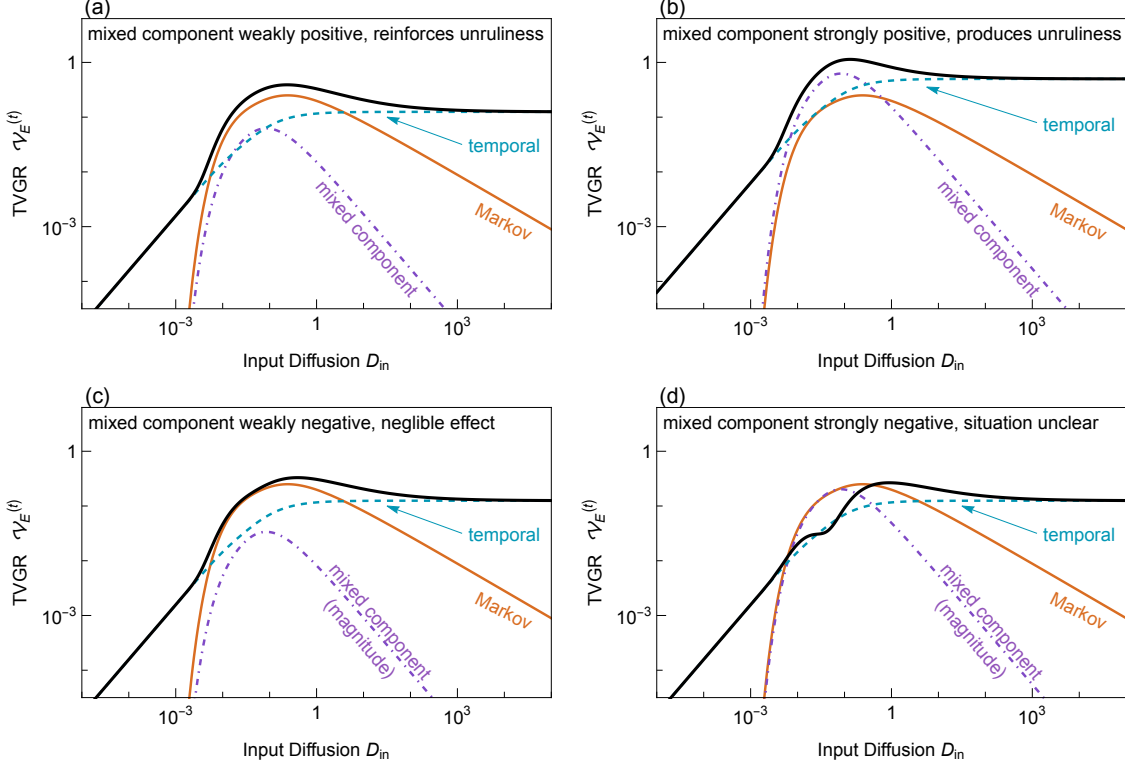 (a)
mixed component weakly positive, reinforces unruliness
TVGR 𝒱_E^(t)
1
10^-3
temporal
mixed component
Markov
10^-3
1
10^3
Input Diffusion D_in
(b)
mixed component strongly positive, produces unruliness
TVGR 𝒱_E^(t)
1
10^-3
temporal
mixed component
Markov
10^-3
1
10^3
Input Diffusion D_in
(c)
mixed component weakly negative, neglible effect
TVGR 𝒱_E^(t)
1
10^-3
temporal
mixed component
(magnitude)
Markov
10^-3
1
10^3
Input Diffusion D_in
(d)
mixed component strongly negative, situation unclear
TVGR 𝒱_E^(t)
1
10^-3
temporal
mixed component
(magnitude)
Markov
10^-3
1
10^3
Input Diffusion D_in